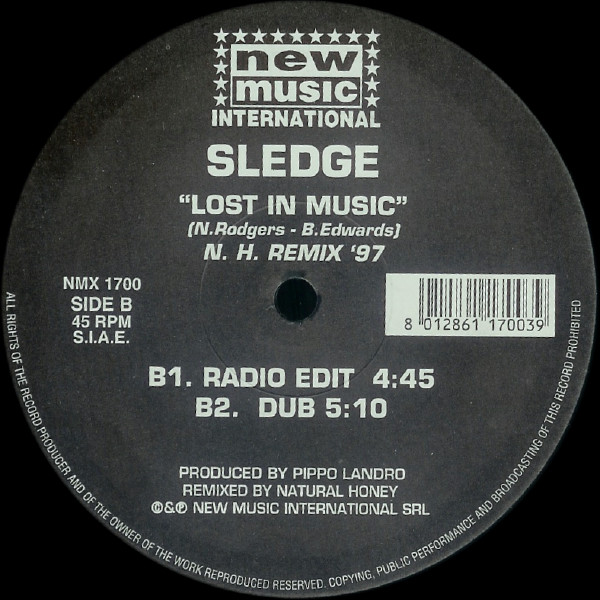 new
music
INTERNATIONAL
SLEDGE
“LOST IN MUSIC”
(N.Rodgers - B.Edwards)
N. H. REMIX ‘97
NMX 1700
SIDE B
45 RPM
S.I.A.E.
8 012861 170039
B1. RADIO EDIT 4:45
B2. DUB 5:10
PRODUCED BY PIPPO LANDRO
REMIXED BY NATURAL HONEY
©&℗ NEW MUSIC INTERNATIONAL SRL
ALL RIGHTS OF THE RECORD PRODUCER AND OF THE OWNER OF THE WORK REPRODUCED RESERVED. COPYING, PUBLIC PERFORMANCE AND BROADCASTING OF THIS RECORD PROHIBITED